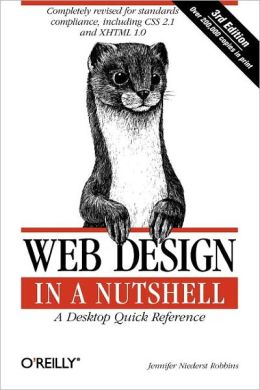 Completely revised for standards
compliance, including CSS 2.1
and XHTML 1.0
3rd Edition
Over 200,000 copies in print
WEB DESIGN
IN A NUTSHELL
A Desktop Quick Reference
O'REILLY®
Jennifer Niederst Robbins